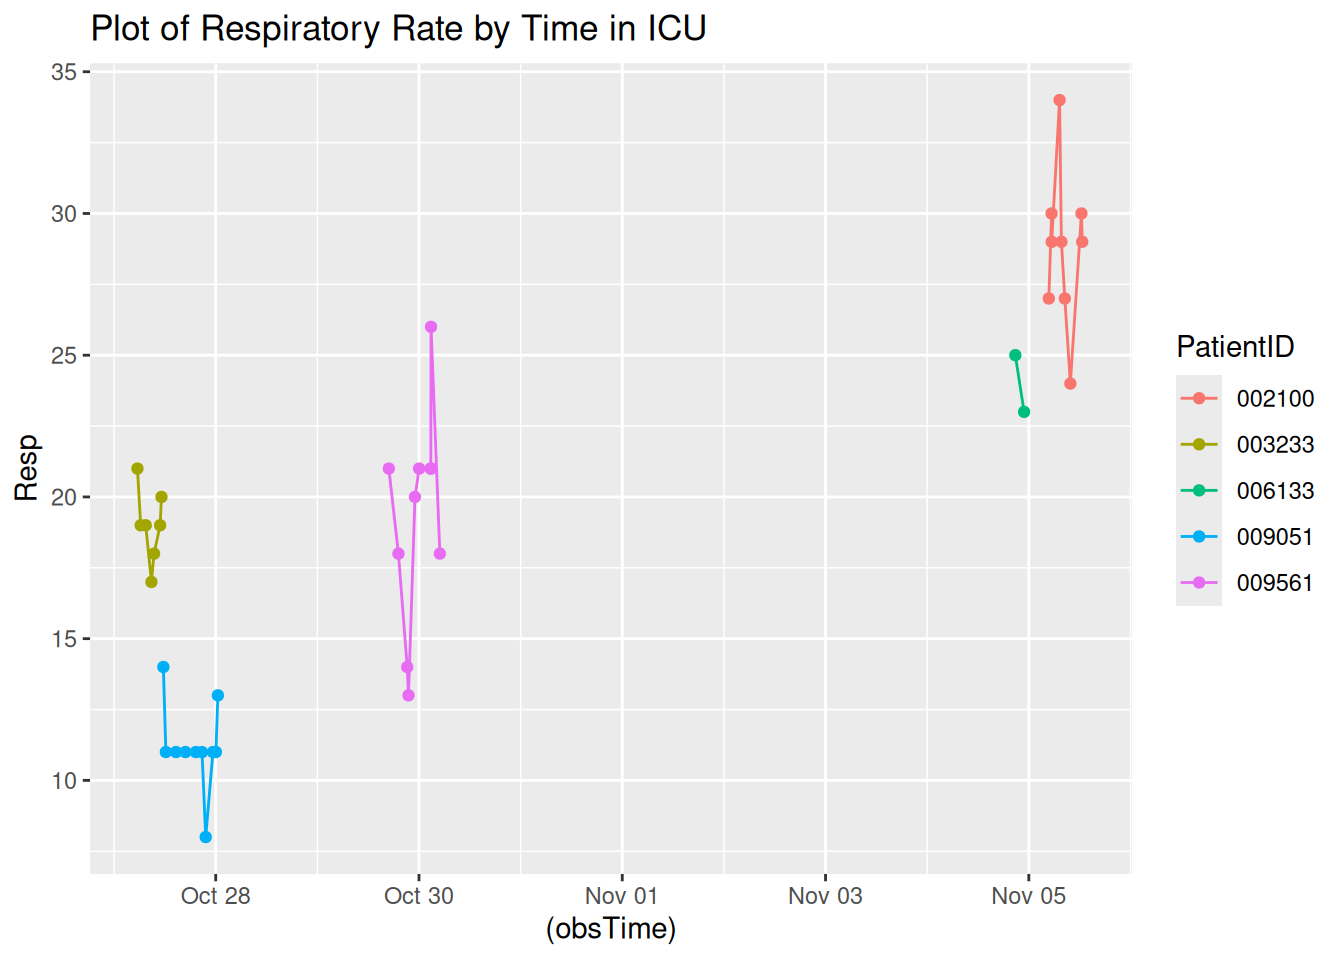 Plot of Respiratory Rate by Time in ICU
35
30
25
20
15
10
Resp
Oct 28
Oct 30
Nov 01
Nov 03
Nov 05
(obsTime)
PatientID
002100
003233
006133
009051
009561